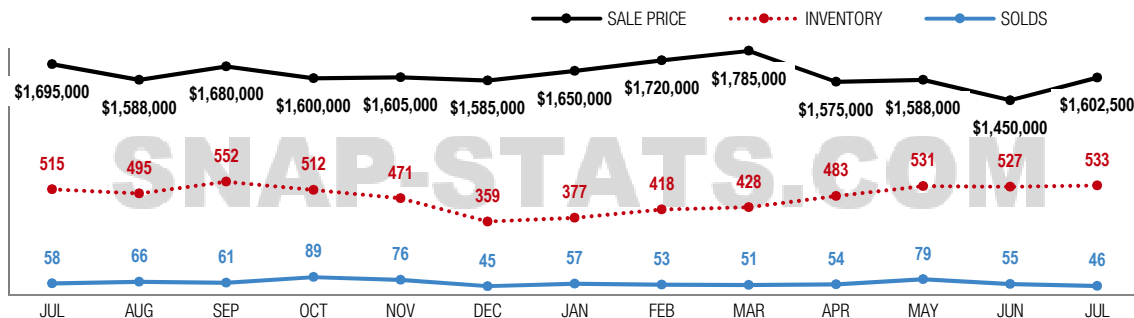 SALE PRICE INVENTORY SOLDS
$1,695,000 $1,588,000 $1,680,000 $1,600,000 $1,605,000 $1,585,000 $1,650,000 $1,720,000 $1,785,000 $1,575,000 $1,588,000 $1,450,000 $1,602,500
SNAP-STATS.COM
515 495 552 512 471 359 377 418 428 483 531 527 533
58 66 61 89 76 45 57 53 51 54 79 55 46
JUL AUG SEP OCT NOV DEC JAN FEB MAR APR MAY JUN JUL